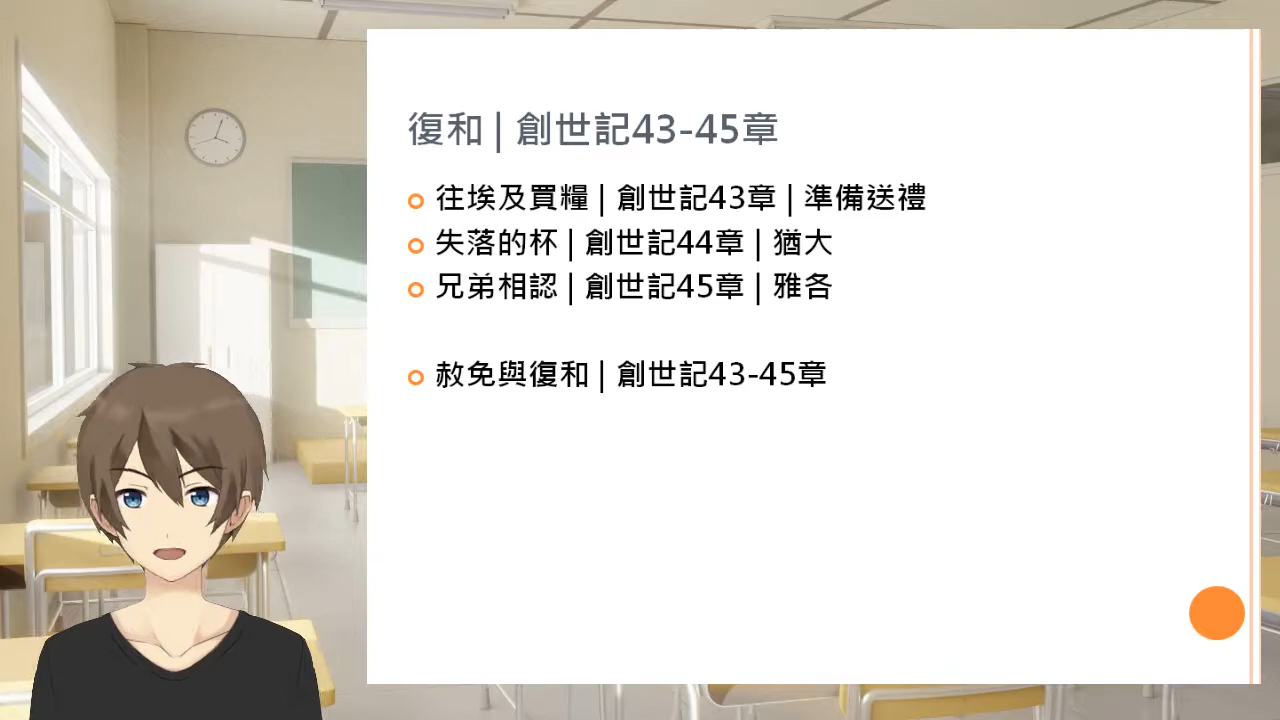 復和 | 創世記43-45章
往埃及買糧 | 創世記43章 | 準備送禮
失落的杯 | 創世記44章 | 猶大
兄弟相認 | 創世記45章 | 雅各
赦免與復和 | 創世記43-45章